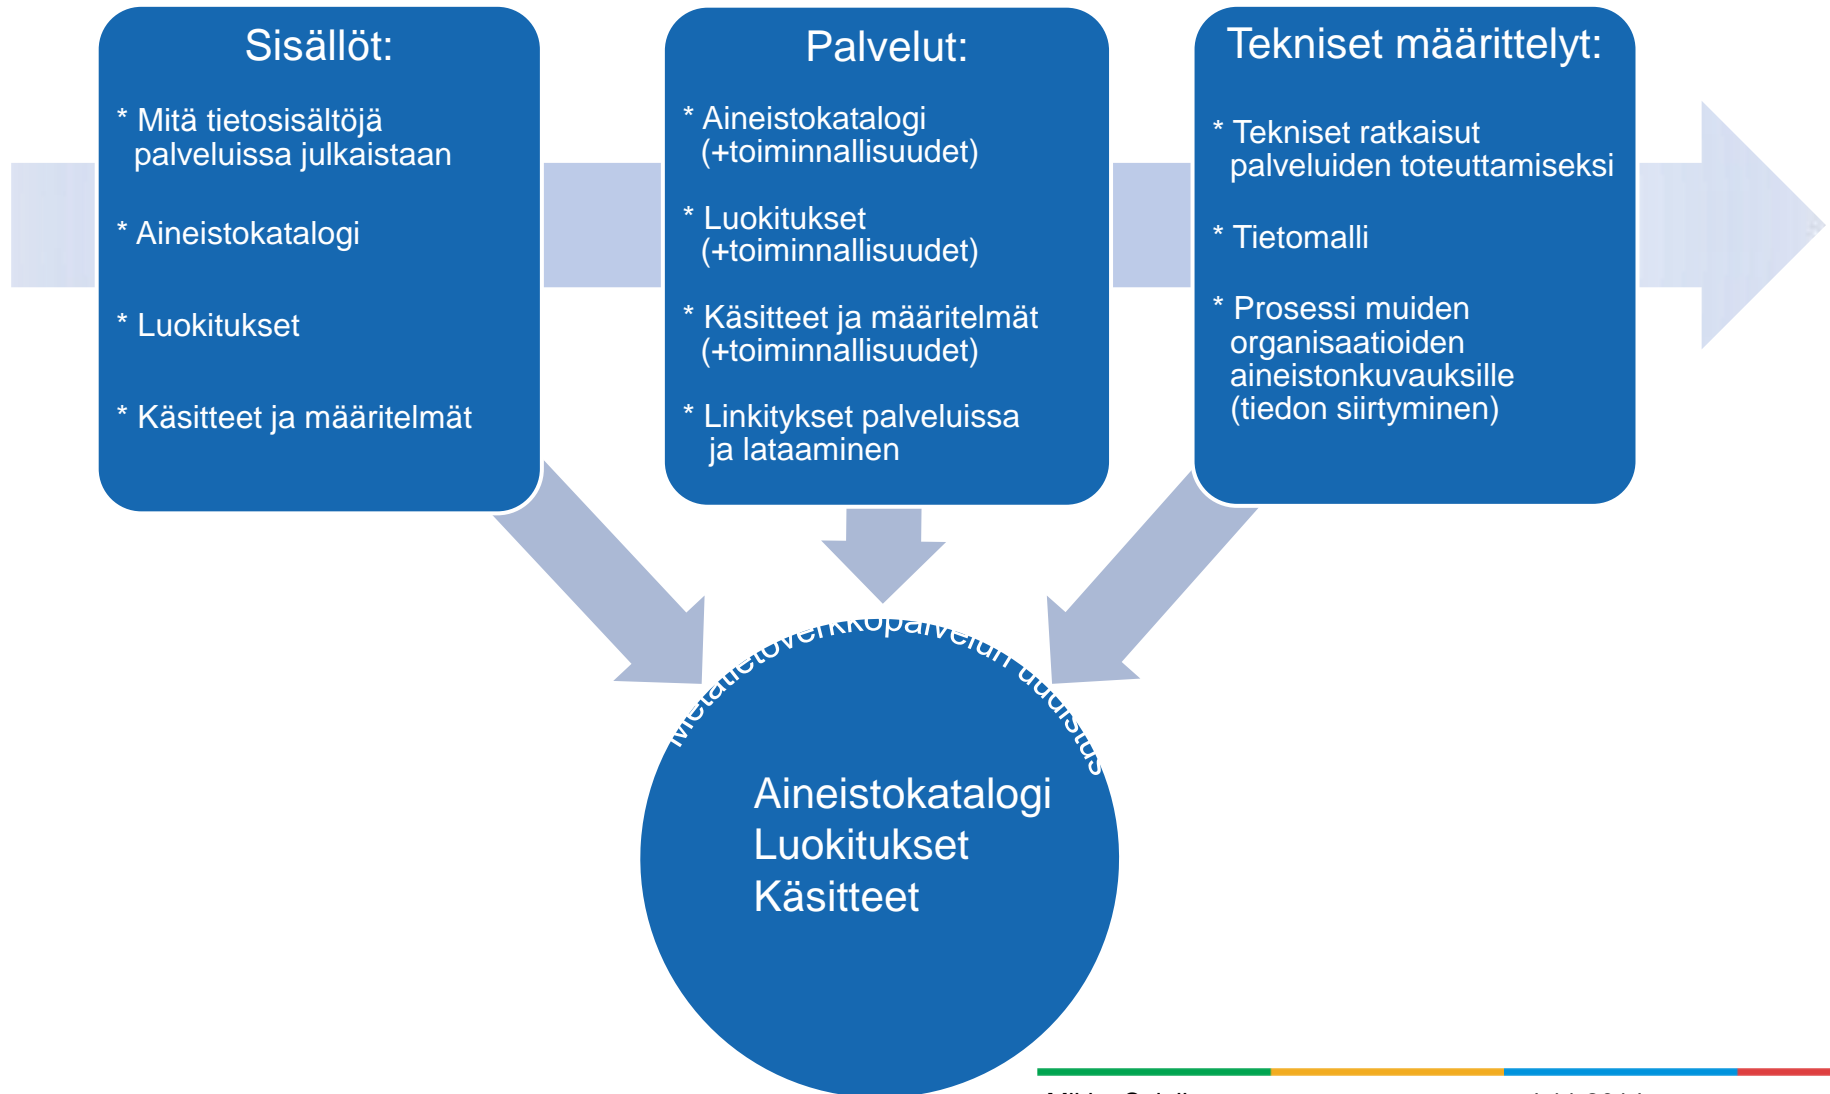 Sisällöt:
* Mitä tietosisältöjä
palveluissa julkaistaan
* Aineistokatalogi
* Luokitukset
* Käsitteet ja määritelmät
Palvelut:
* Aineistokatalogi
(+toiminnallisuudet)
* Luokitukset
(+toiminnallisuudet)
* Käsitteet ja määritelmät
(+toiminnallisuudet)
* Linkitykset palveluissa
ja lataaminen
Tekniset määrittelyt:
* Tekniset ratkaisut
palveluiden toteuttamiseksi
* Tietomalli
* Prosessi muiden
organisaatioiden
aineistonkuvauksille
(tiedon siirtyminen)
Metatietoverkkopalvelun uudistus
Aineistokatalogi
Luokitukset
Käsitteet